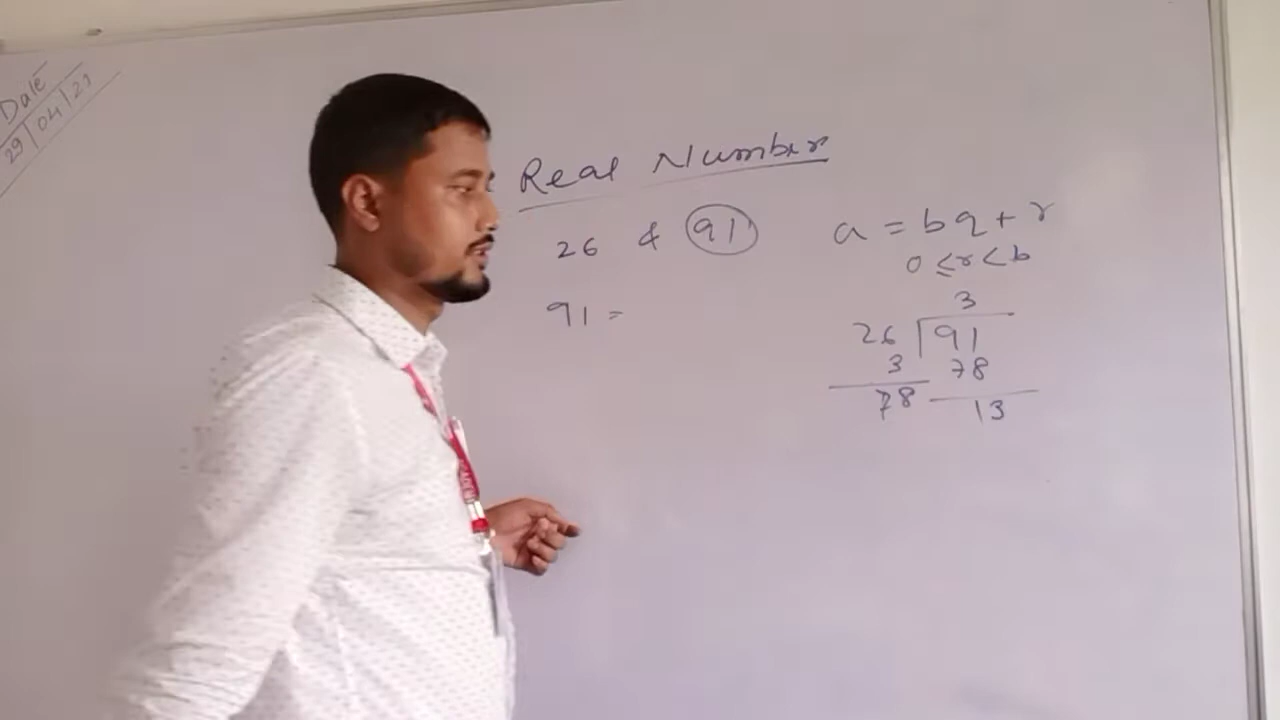 Date
29/04/21
Real Number
26 & 91
91 =
a = bq + r
0 ≤ r < b
3
26 91
3 78
78 13